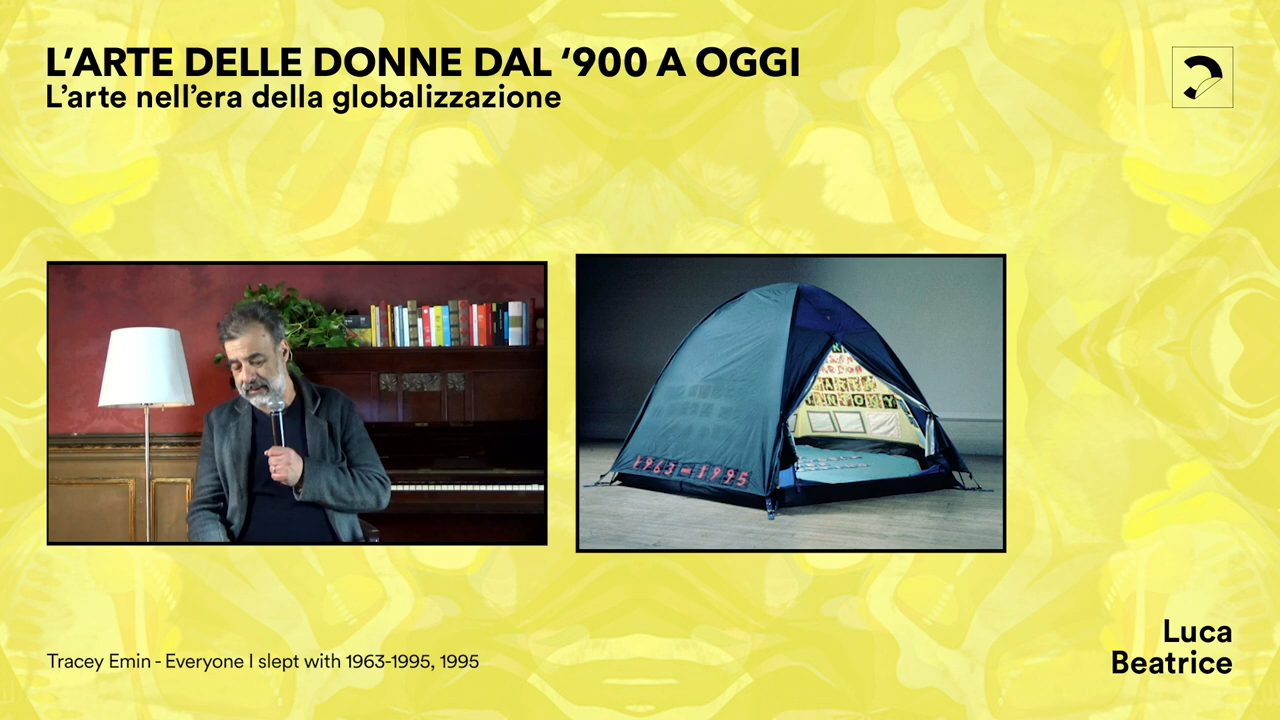 L’ARTE DELLE DONNE DAL ‘900 A OGGI
L’arte nell’era della globalizzazione
1963-1995
Tracey Emin - Everyone I slept with 1963-1995, 1995
Luca
Beatrice